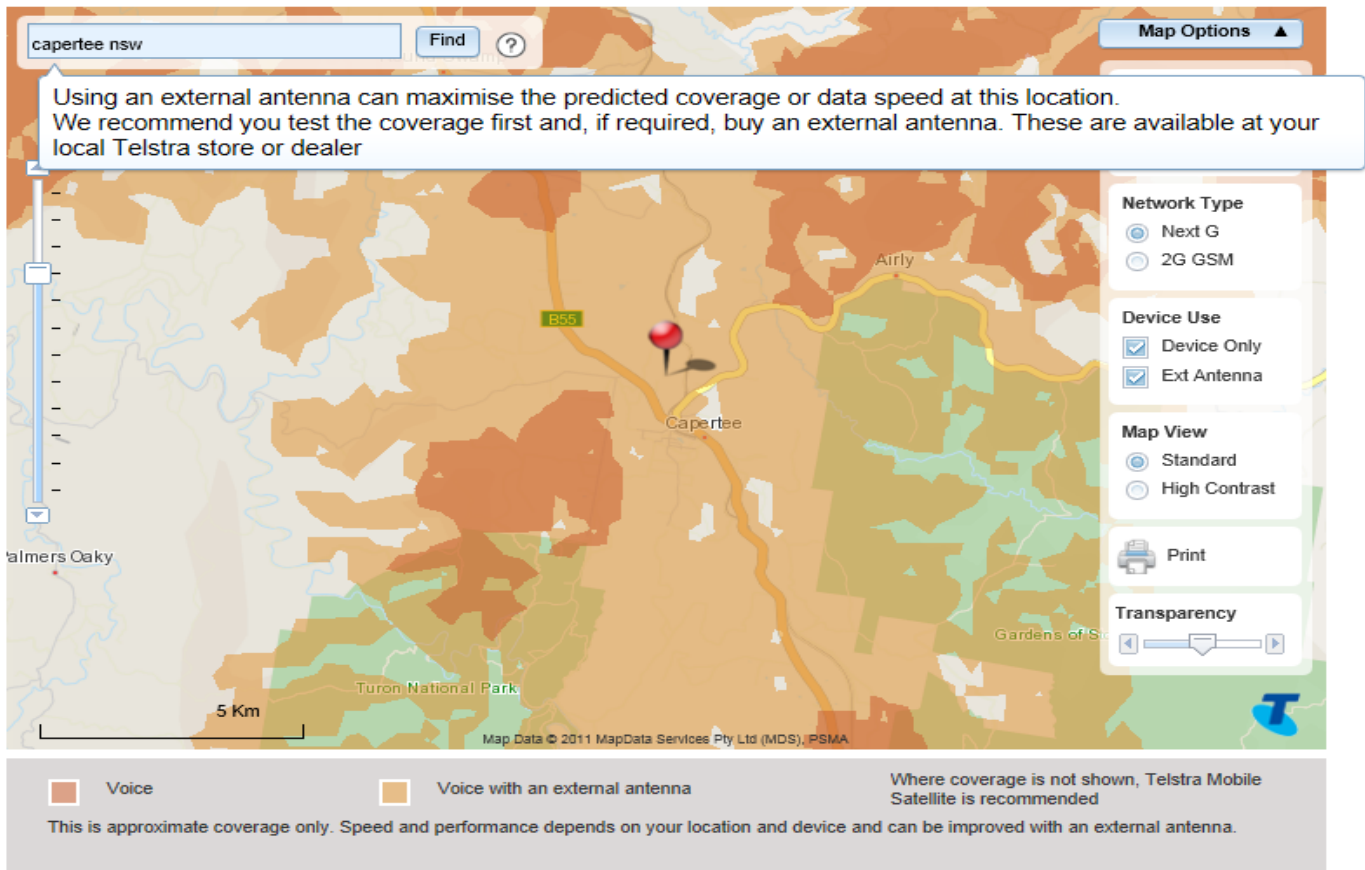 capertee nsw
Find
?
Map Options ▲
Using an external antenna can maximise the predicted coverage or data speed at this location.
We recommend you test the coverage first and, if required, buy an external antenna. These are available at your
local Telstra store or dealer
Network Type
Next G
2G GSM
Airly
B55
Device Use
Device Only
Ext Antenna
Capertee
Map View
Standard
High Contrast
Palmers Oaky
Print
Transparency
Gardens of S
Turon National Park
5 Km
Map Data © 2011 MapData Services Pty Ltd (MDS), PSMA
T
Voice
Voice with an external antenna
Where coverage is not shown, Telstra Mobile
Satellite is recommended
This is approximate coverage only. Speed and performance depends on your location and device and can be improved with an external antenna.